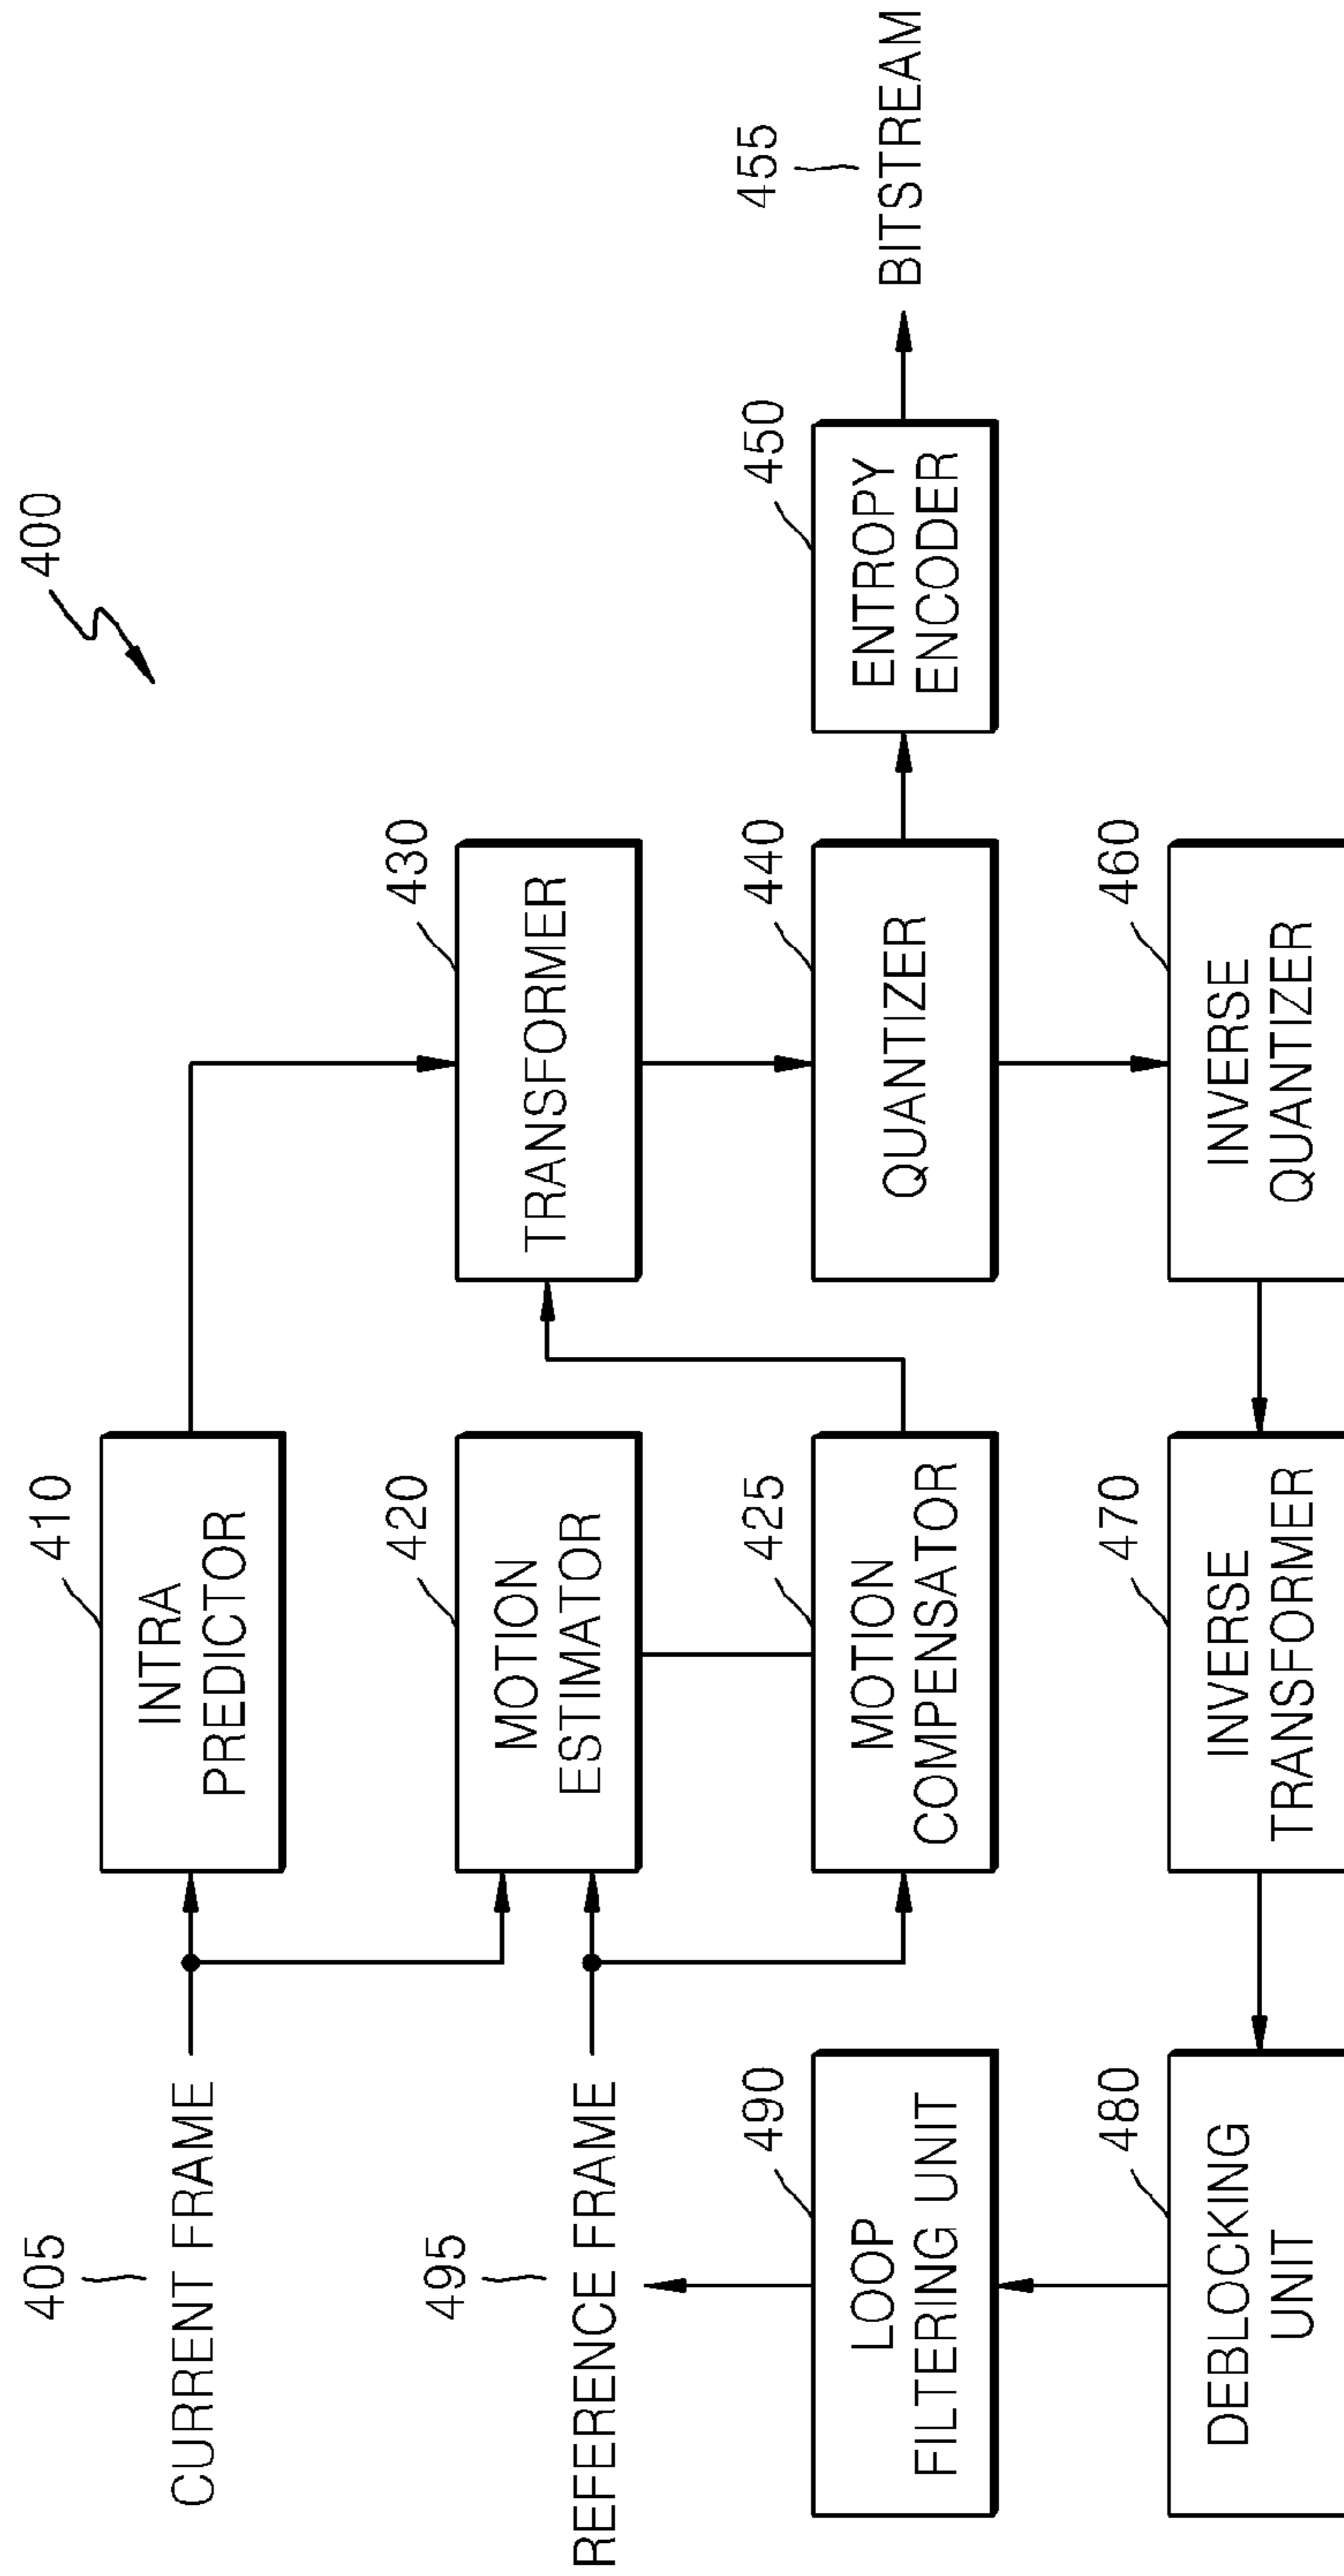 400
405
CURRENT FRAME
410
INTRA
PREDICTOR
495
REFERENCE FRAME
420
MOTION
ESTIMATOR
430
TRANSFORMER
490
LOOP
FILTERING UNIT
425
MOTION
COMPENSATOR
440
QUANTIZER
450
ENTROPY
ENCODER
455
BITSTREAM
480
DEBLOCKING
UNIT
470
INVERSE
TRANSFORMER
460
INVERSE
QUANTIZER